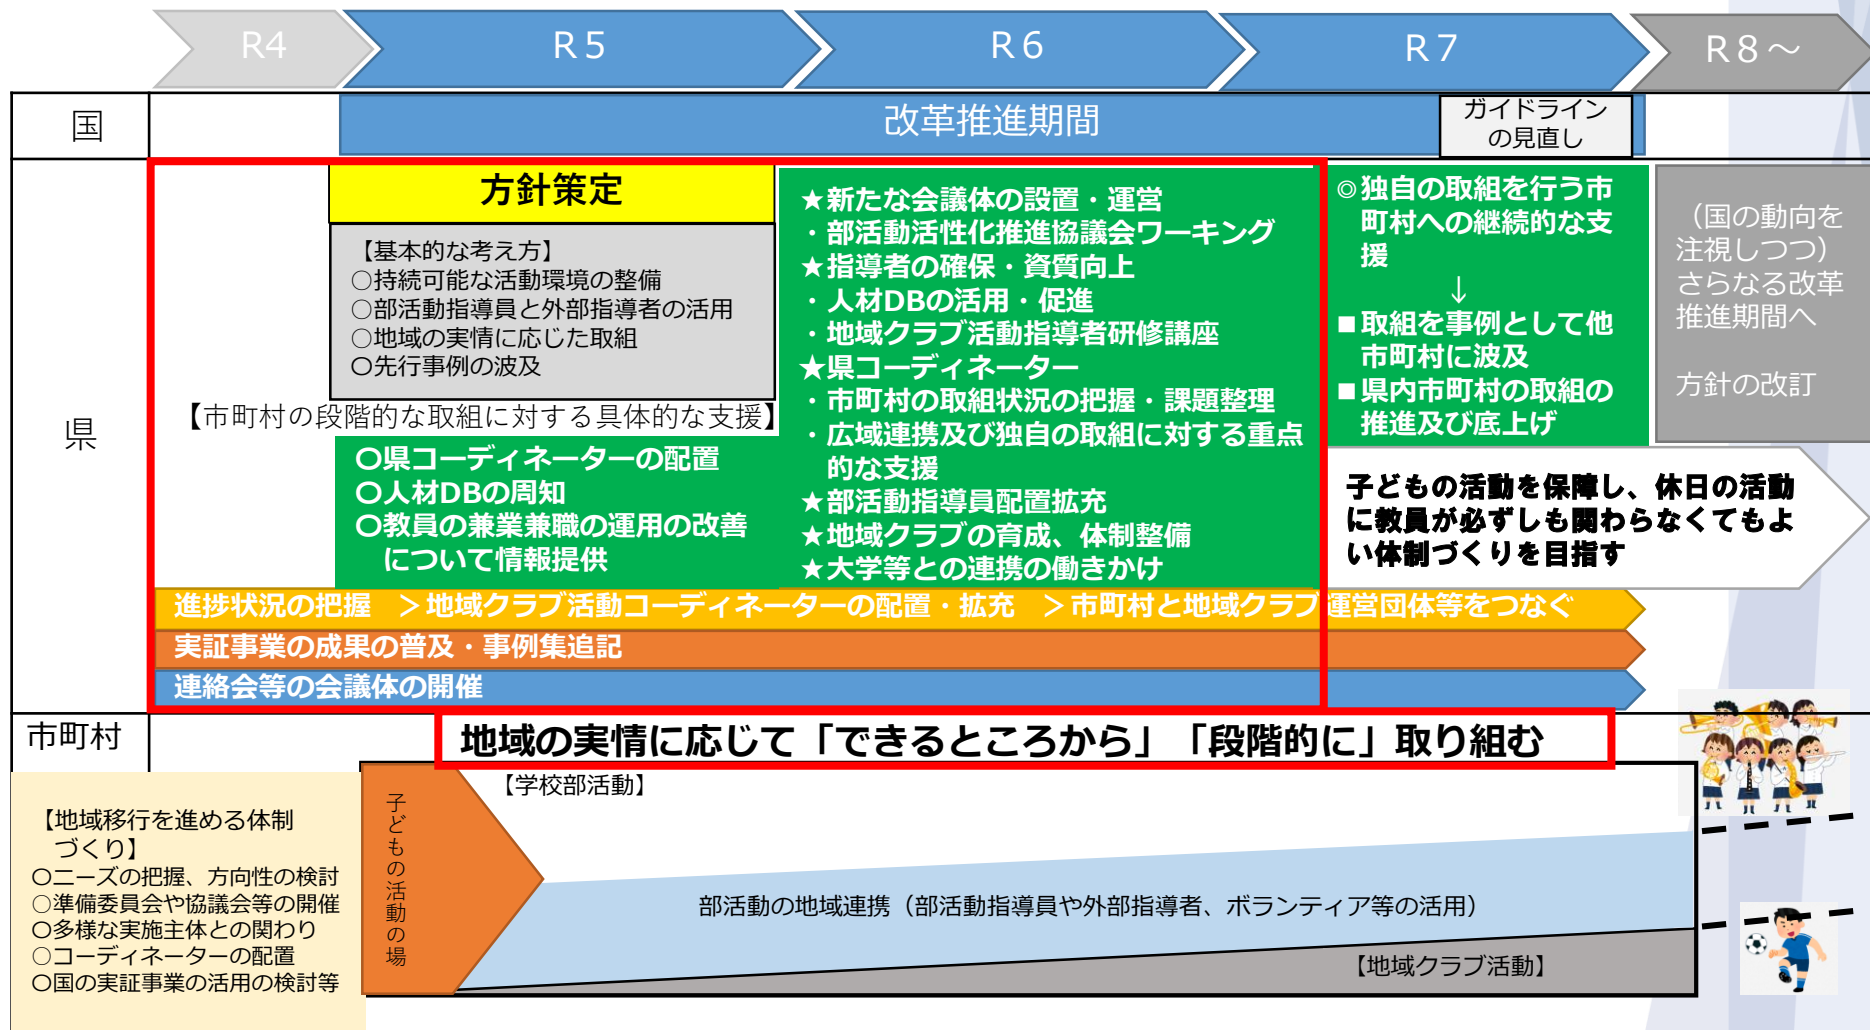 R4
R５
R６
R７
R８～
国
改革推進期間
ガイドライン
の見直し
県
方針策定
【基本的な考え方】
○持続可能な活動環境の整備
○部活動指導員と外部指導者の活用
○地域の実情に応じた取組
○先行事例の波及
【市町村の段階的な取組に対する具体的な支援】
○県コーディネーターの配置
○人材DBの周知
○教員の兼業兼職の運用の改善
について情報提供
★新たな会議体の設置・運営
・部活動活性化推進協議会ワーキング
★指導者の確保・資質向上
・人材DBの活用・促進
・地域クラブ活動指導者研修講座
★県コーディネーター
・市町村の取組状況の把握・課題整理
・広域連携及び独自の取組に対する重点
的な支援
★部活動指導員配置拡充
★地域クラブの育成、体制整備
★大学等との連携の働きかけ
◎独自の取組を行う市
町村への継続的な支
援
↓
■取組を事例として他
市町村に波及
■県内市町村の取組の
推進及び底上げ
（国の動向を
注視しつつ）
さらなる改革
推進期間へ
方針の改訂
子どもの活動を保障し、休日の活動
に教員が必ずしも関わらなくてもよ
い体制づくりを目指す
進捗状況の把握　＞地域クラブ活動コーディネーターの配置・拡充　＞市町村と地域クラブ運営団体等をつなぐ
実証事業の成果の普及・事例集追記
連絡会等の会議体の開催
市町村
地域の実情に応じて「できるところから」「段階的に」取り組む
【地域移行を進める体制
づくり】
○ニーズの把握、方向性の検討
○準備委員会や協議会等の開催
○多様な実施主体との関わり
○コーディネーターの配置
○国の実証事業の活用の検討等
子どもの活動の場
【学校部活動】
部活動の地域連携（部活動指導員や外部指導者、ボランティア等の活用）
【地域クラブ活動】